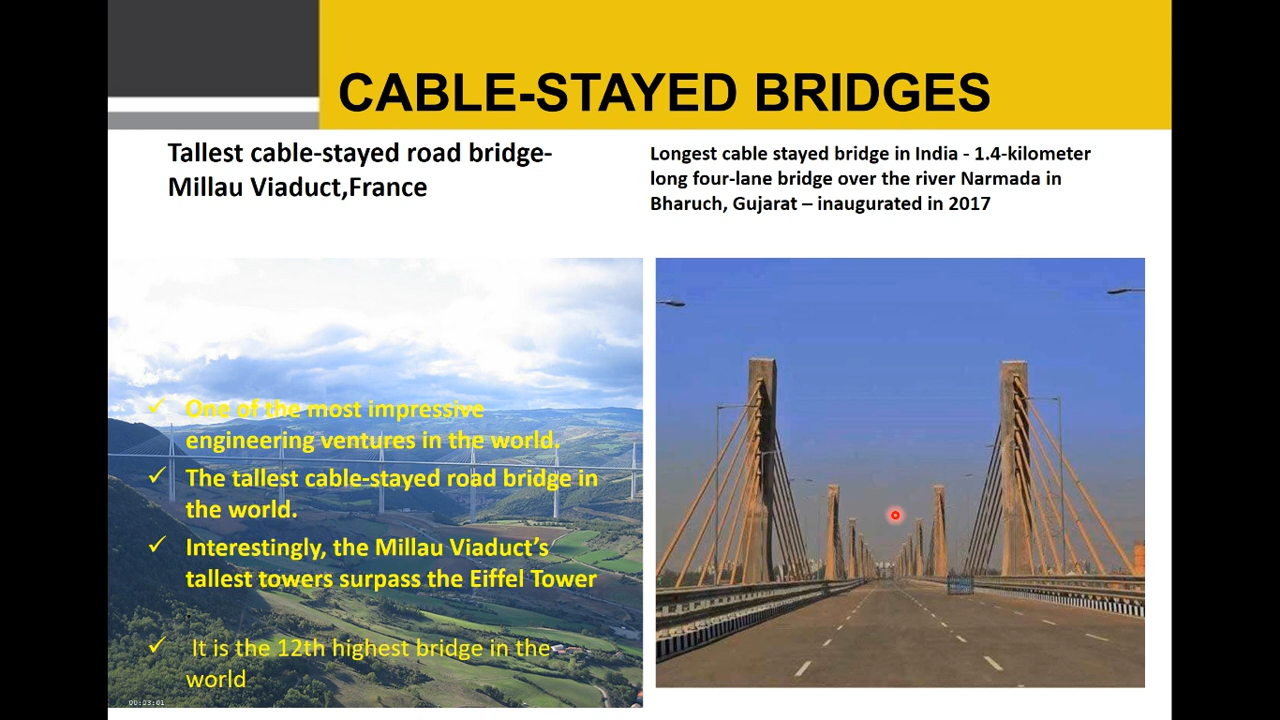 CABLE-STAYED BRIDGES
Tallest cable-stayed road bridge-
Millau Viaduct,France
Longest cable stayed bridge in India - 1.4-kilometer
long four-lane bridge over the river Narmada in
Bharuch, Gujarat – inaugurated in 2017
✓ One of the most impressive
engineering ventures in the world.
✓ The tallest cable-stayed road bridge in
the world.
✓ Interestingly, the Millau Viaduct’s
tallest towers surpass the Eiffel Tower
.
✓ It is the 12th highest bridge in the
world
00:03:01